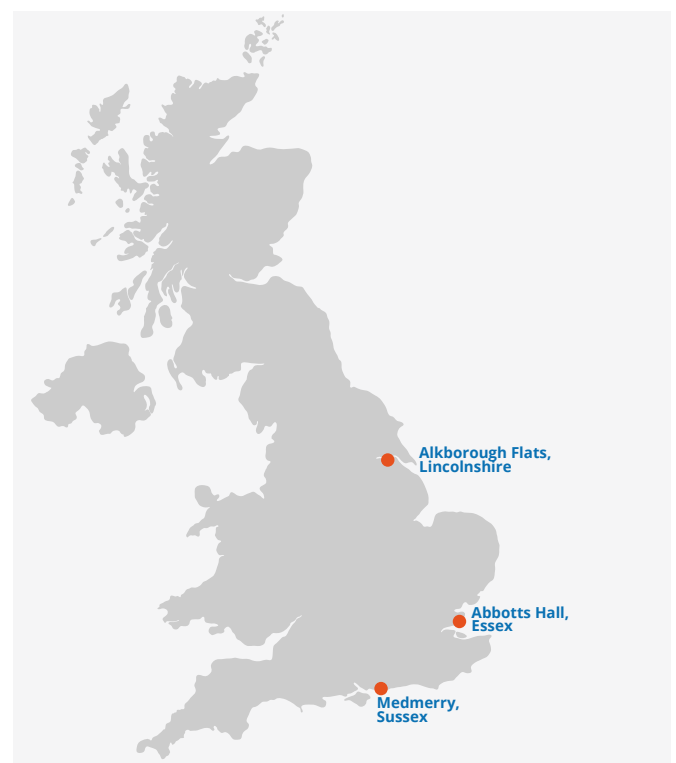 Alkborough Flats,
Lincolnshire
Abbotts Hall,
Essex
Medmerry,
Sussex